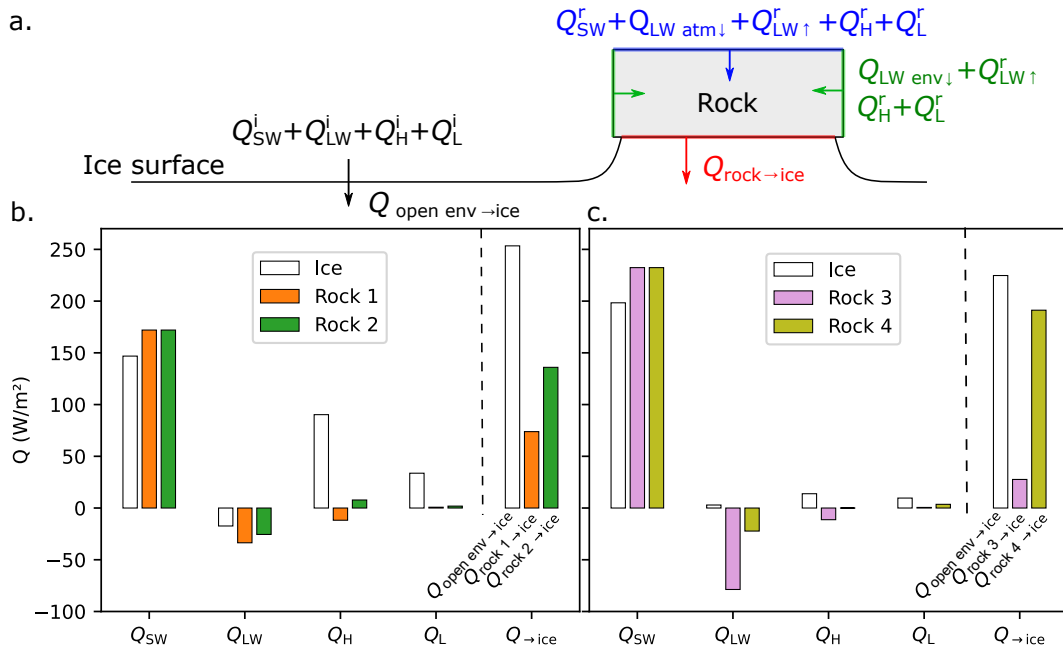 a.
Q^r_SW+Q_LW atm↓+Q^r_LW↑+Q^r_H+Q^r_L
Q_LW env↓+Q^r_LW↑
Q^r_H+Q^r_L
Rock
Q^i_SW+Q^i_LW+Q^i_H+Q^i_L
Ice surface
Q_rock→ice
Q_open env→ice
b.
c.
Q (W/m²)
250
200
150
100
50
0
−50
−100
Ice
Rock 1
Rock 2
Q_open env→ice
Q_rock 1→ice
Q_rock 2→ice
Q_SW
Q_LW
Q_H
Q_L
Q_→ice
Ice
Rock 3
Rock 4
Q_open env→ice
Q_rock 3→ice
Q_rock 4→ice
Q_SW
Q_LW
Q_H
Q_L
Q_→ice